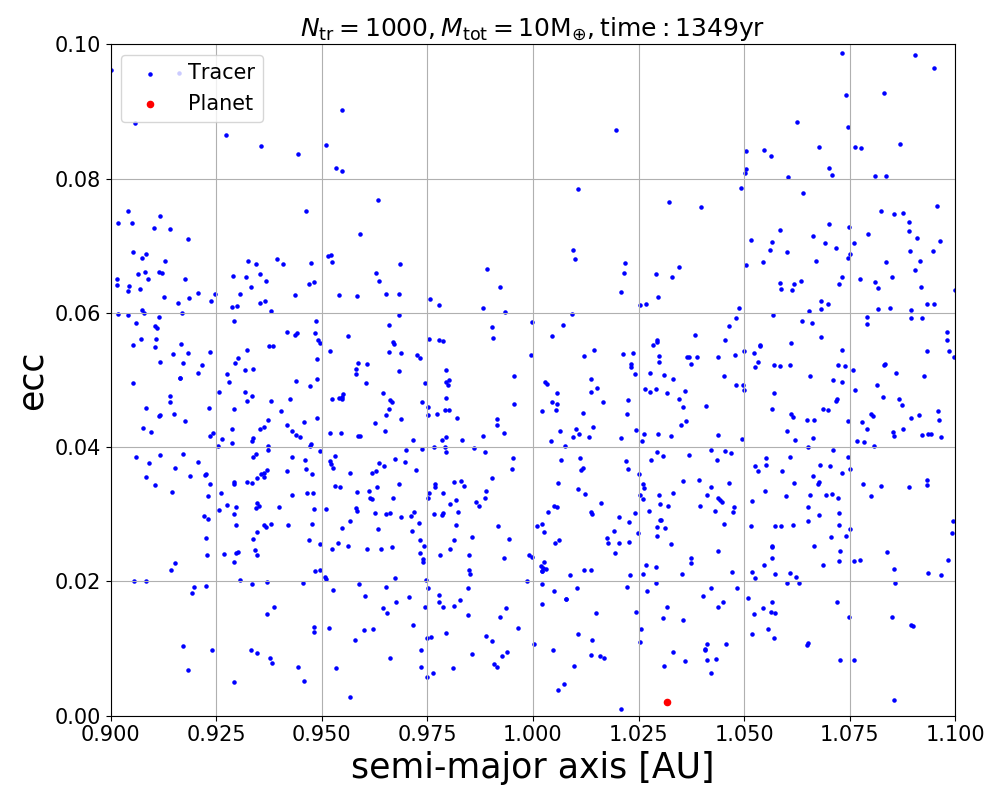 N_tr = 1000, M_tot = 10M_⊕, time : 1349yr
0.10
Tracer
Planet
0.08
0.06
ecc
0.04
0.02
0.00
0.900 0.925 0.950 0.975 1.000 1.025 1.050 1.075 1.100
semi-major axis [AU]